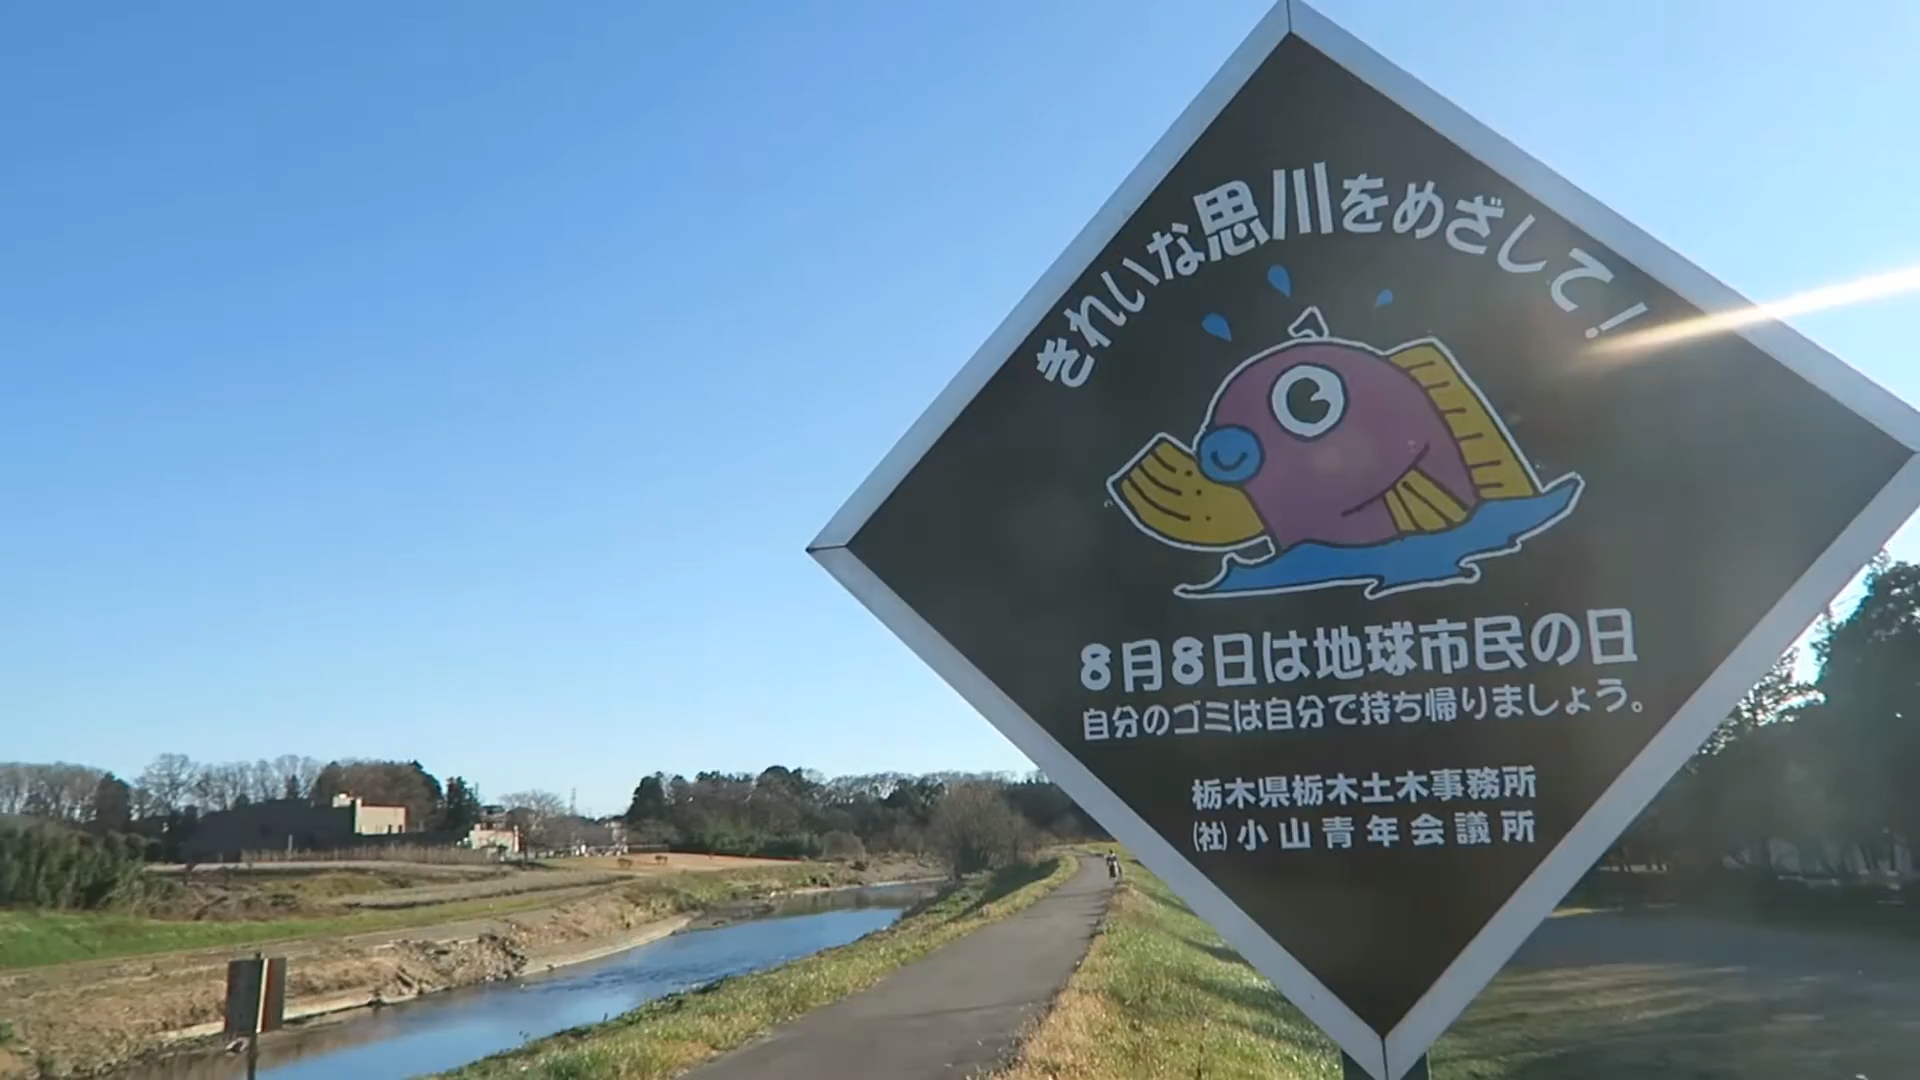 きれいな思川をめざして!
8月8日は地球市民の日
自分のゴミは自分で持ち帰りましょう。
栃木県栃木土木事務所
(社)小山青年会議所